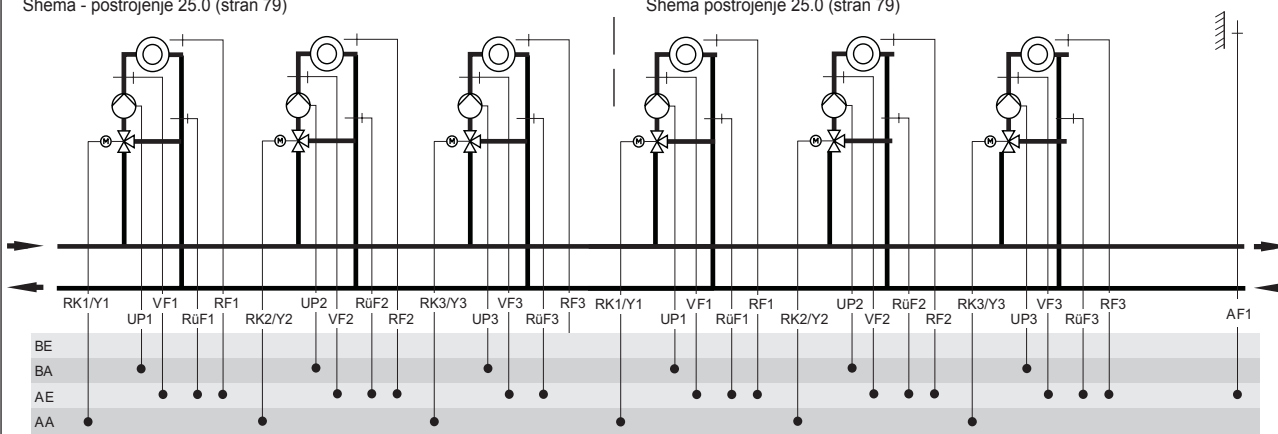 Shema - postrojenje 25.0 (stran 79)
Shema postrojenje 25.0 (stran 79)
M M M M M M
RK1/Y1 VF1 RF1 UP2 RüF2 RK3/Y3 VF3 RF3 RK1/Y1 VF1 RF1 UP2 RüF2 RK3/Y3 VF3 RF3
UP1 RüF1 RK2/Y2 VF2 RF2 UP3 RüF3 UP1 RüF1 RK2/Y2 VF2 RF2 UP3 RüF3 AF1
BE
BA
AE
AA